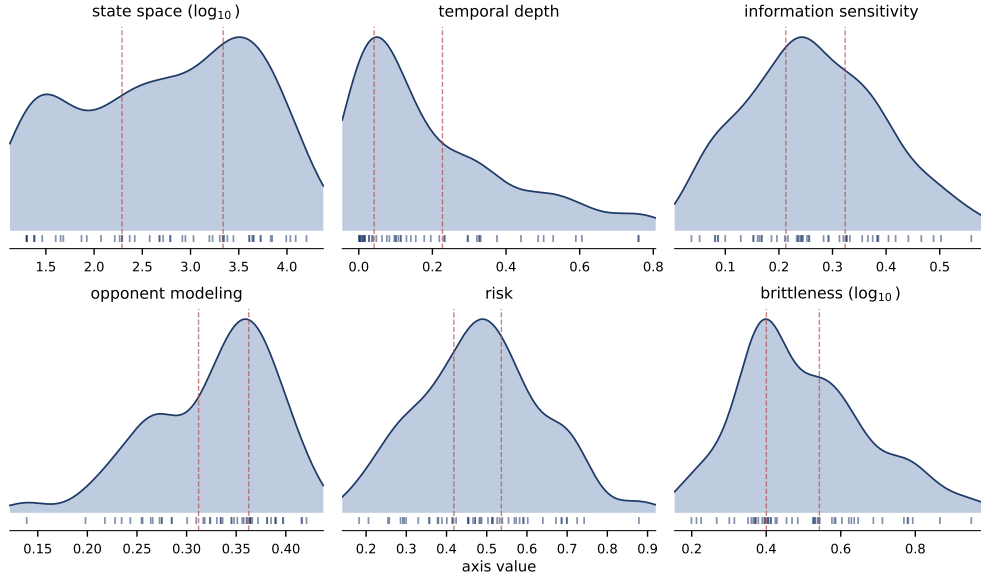 state space (log₁₀) temporal depth information sensitivity
1.5 2.0 2.5 3.0 3.5 4.0 0.0 0.2 0.4 0.6 0.8 0.1 0.2 0.3 0.4 0.5
opponent modeling risk brittleness (log₁₀)
0.15 0.20 0.25 0.30 0.35 0.40 0.2 0.3 0.4 0.5 0.6 0.7 0.8 0.9 0.2 0.4 0.6 0.8
axis value